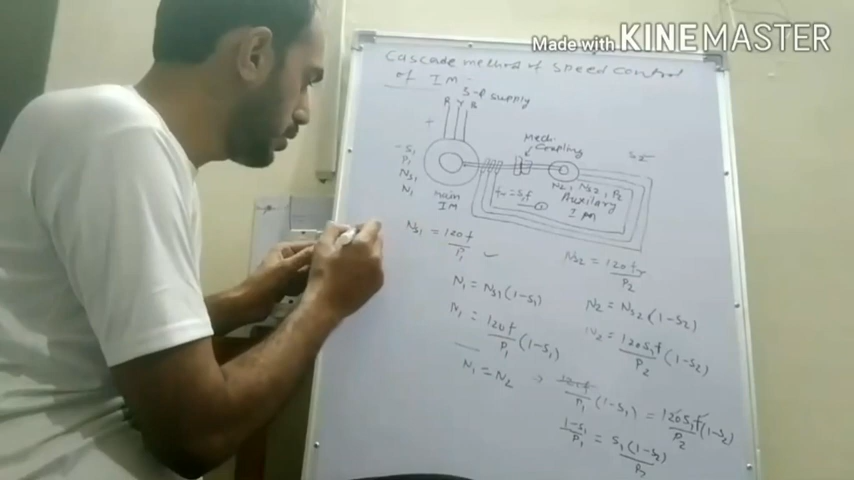 Made with KINEMASTER
Cascade method of speed control
of IM
3-φ supply
R Y B
Mech.
Coupling
S1
P1
NS1
N1
main
IM
fr = S1f
N2, NS2, P2
Auxilary
IM
S2
NS1 = 120f/P1
NS2 = 120fr/P2
N1 = NS1(1-S1)
N2 = NS2(1-S2)
N1 = 120f/P1 (1-S1)
N2 = 120S1f/P2 (1-S2)
N1 = N2
120f/P1 (1-S1) = 120S1f/P2 (1-S2)
1-S1/P1 = S1(1-S2)/P2